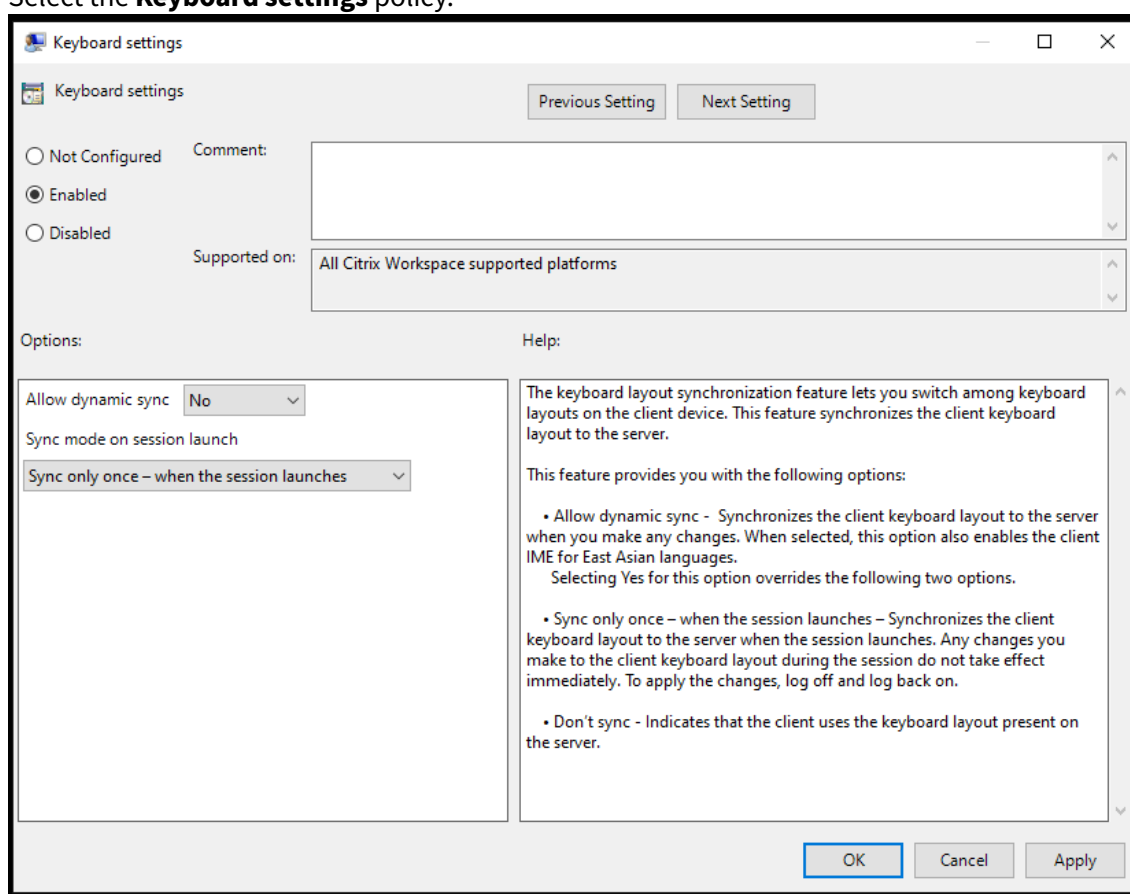 Select the Keyboard settings policy.
Keyboard settings
Keyboard settings
Previous Setting
Next Setting
Not Configured
Comment:
Enabled
Disabled
Supported on:
All Citrix Workspace supported platforms
Options:
Help:
Allow dynamic sync No
Sync mode on session launch
Sync only once – when the session launches
The keyboard layout synchronization feature lets you switch among keyboard
layouts on the client device. This feature synchronizes the client keyboard
layout to the server.
This feature provides you with the following options:
• Allow dynamic sync - Synchronizes the client keyboard layout to the server
when you make any changes. When selected, this option also enables the client
IME for East Asian languages.
Selecting Yes for this option overrides the following two options.
• Sync only once – when the session launches – Synchronizes the client
keyboard layout to the server when the session launches. Any changes you
make to the client keyboard layout during the session do not take effect
immediately. To apply the changes, log off and log back on.
• Don't sync - Indicates that the client uses the keyboard layout present on
the server.
OK
Cancel
Apply